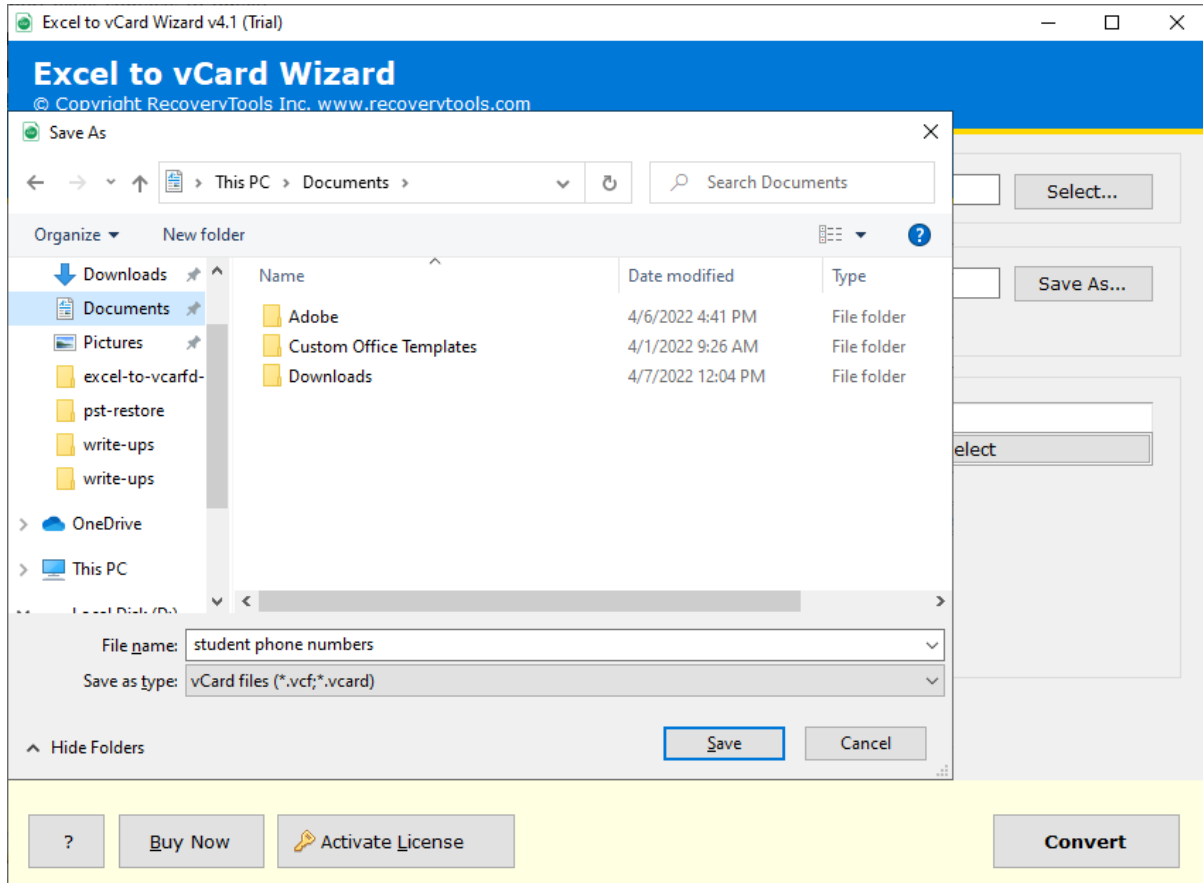 Excel to vCard Wizard v4.1 (Trial)
Excel to vCard Wizard
© Copyright RecoveryTools Inc. www.recoverytools.com
Save As
This PC > Documents >
Search Documents
Select...
Organize
New folder
?
Save As...
Name
Date modified
Type
Downloads
Documents
Pictures
excel-to-vcarfd-
pst-restore
write-ups
write-ups
OneDrive
This PC
Local Disk (D:)
Adobe 4/6/2022 4:41 PM File folder
Custom Office Templates 4/1/2022 9:26 AM File folder
Downloads 4/7/2022 12:04 PM File folder
elect
File name: student phone numbers
Save as type: vCard files (*.vcf;*.vcard)
Hide Folders
Save
Cancel
?
Buy Now
Activate License
Convert